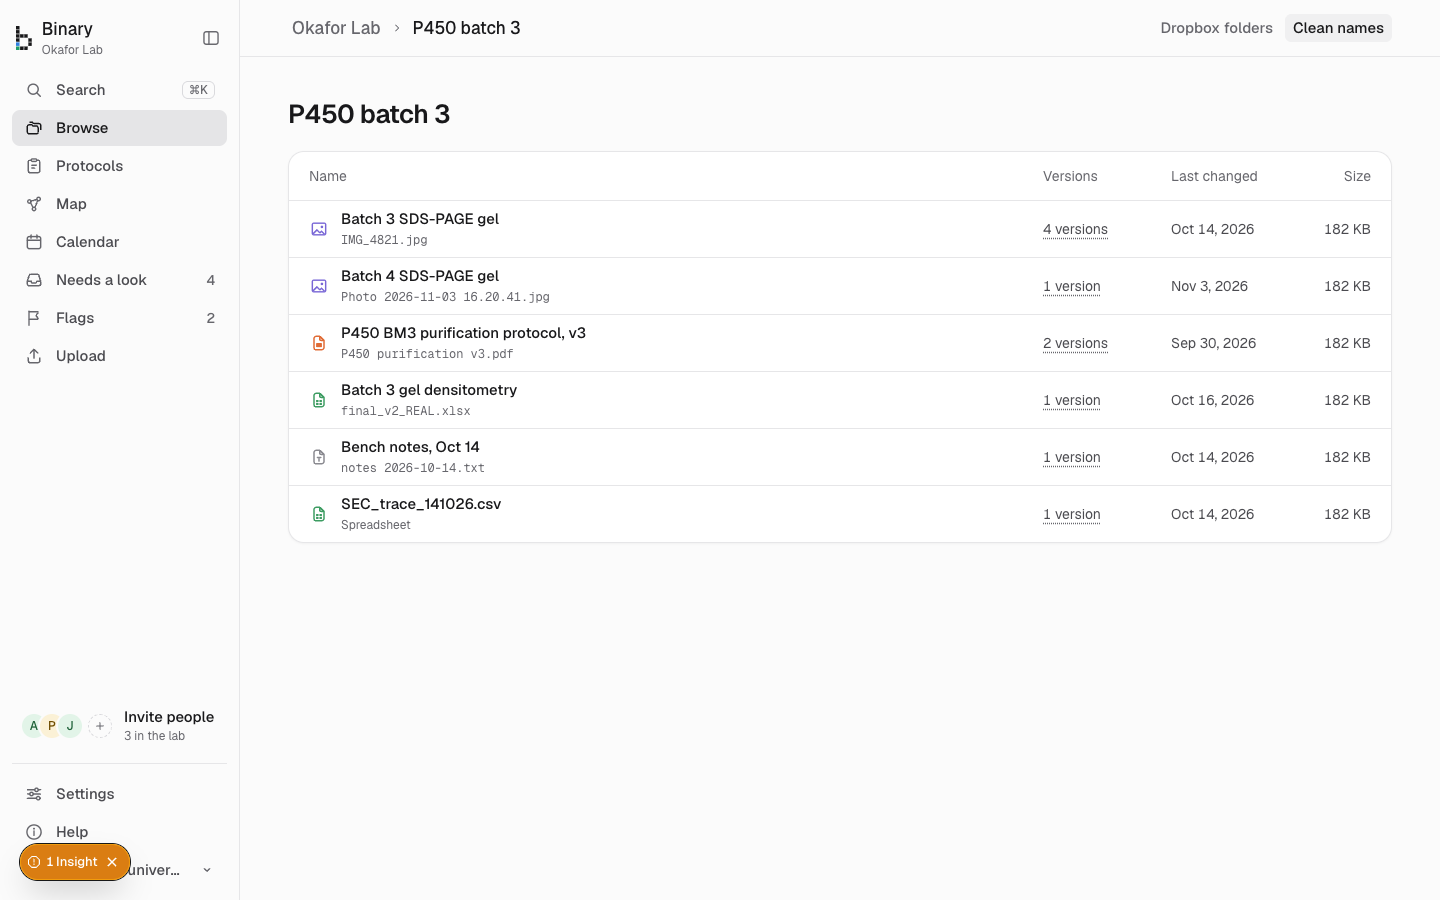 Binary
Okafor Lab
Search ⌘K
Browse
Protocols
Map
Calendar
Needs a look 4
Flags 2
Upload
A P J +
Invite people
3 in the lab
Settings
Help
1 Insight
univer...
Okafor Lab › P450 batch 3
Dropbox folders Clean names
P450 batch 3
Name Versions Last changed Size
Batch 3 SDS-PAGE gel
IMG_4821.jpg
4 versions Oct 14, 2026 182 KB
Batch 4 SDS-PAGE gel
Photo 2026-11-03 16.20.41.jpg
1 version Nov 3, 2026 182 KB
P450 BM3 purification protocol, v3
P450 purification v3.pdf
2 versions Sep 30, 2026 182 KB
Batch 3 gel densitometry
final_v2_REAL.xlsx
1 version Oct 16, 2026 182 KB
Bench notes, Oct 14
notes 2026-10-14.txt
1 version Oct 14, 2026 182 KB
SEC_trace_141026.csv
Spreadsheet
1 version Oct 14, 2026 182 KB